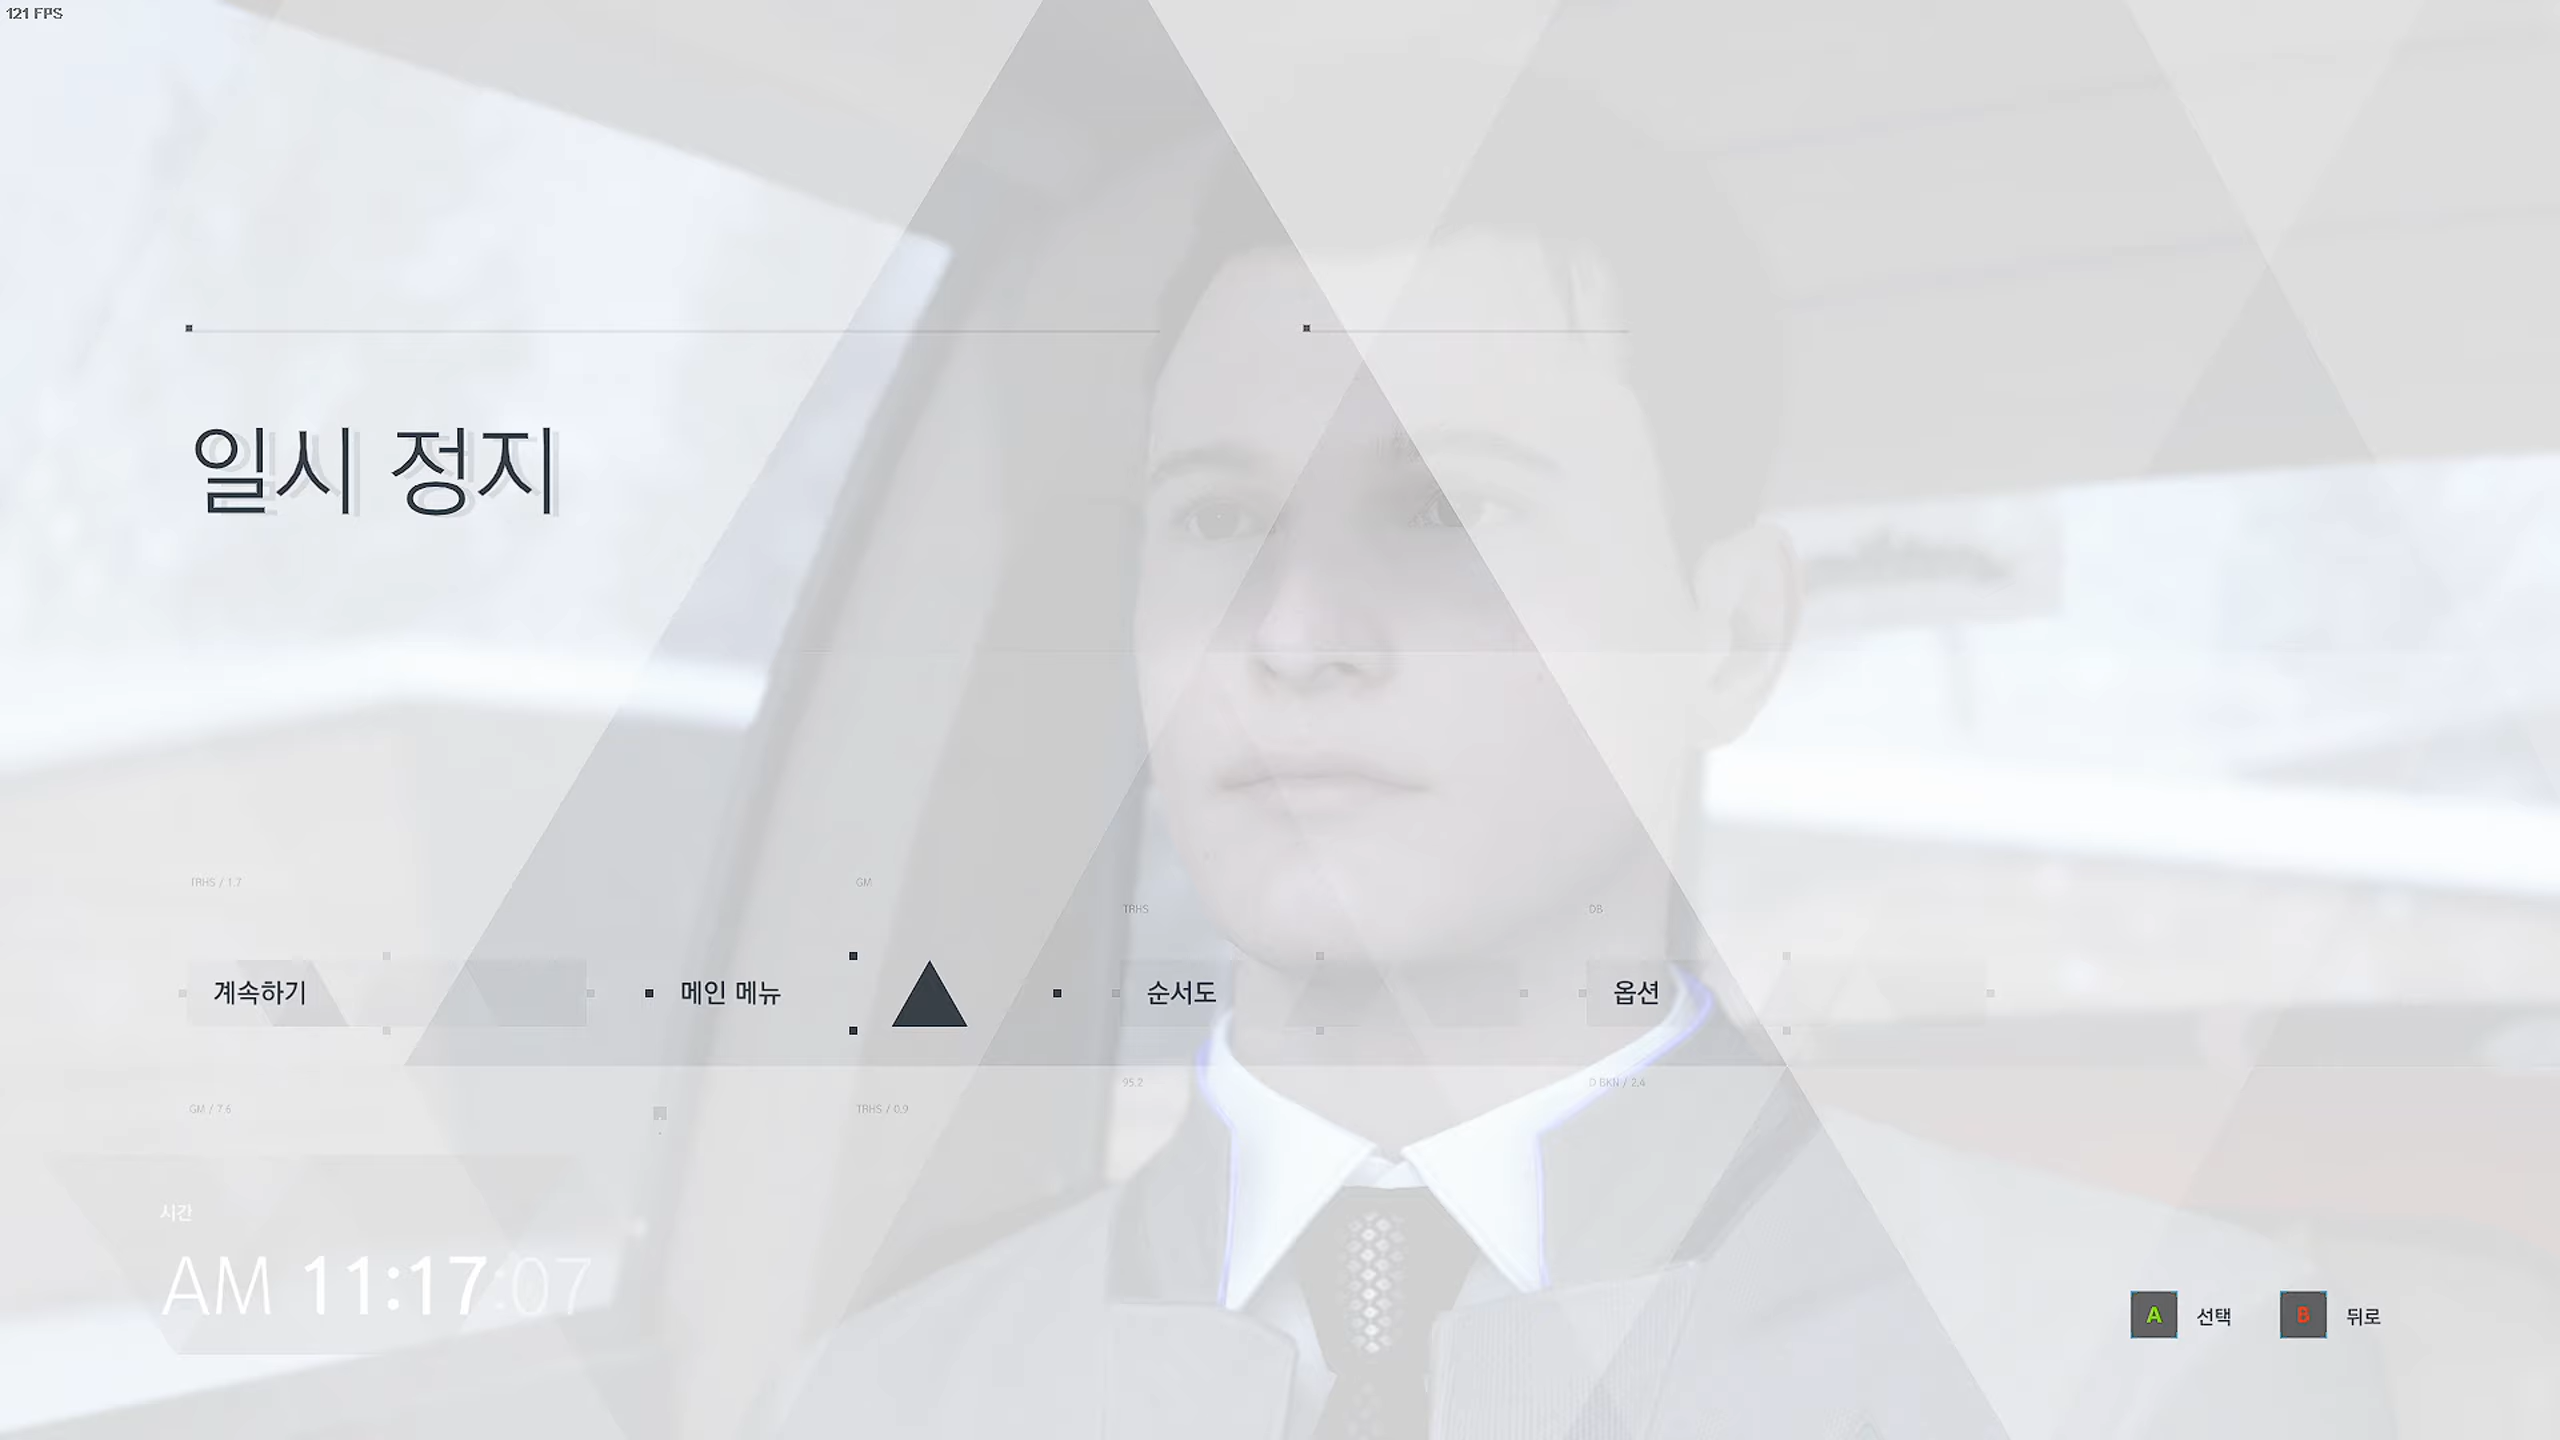 121 FPS
일시 정지
TRHS / 1.7
GM
TRHS
DB
계속하기
메인 메뉴
순서도
옵션
95.2
D BKN / 2.4
GM / 7.6
TRHS / 0.9
시간
AM 11:17:07
A 선택 B 뒤로